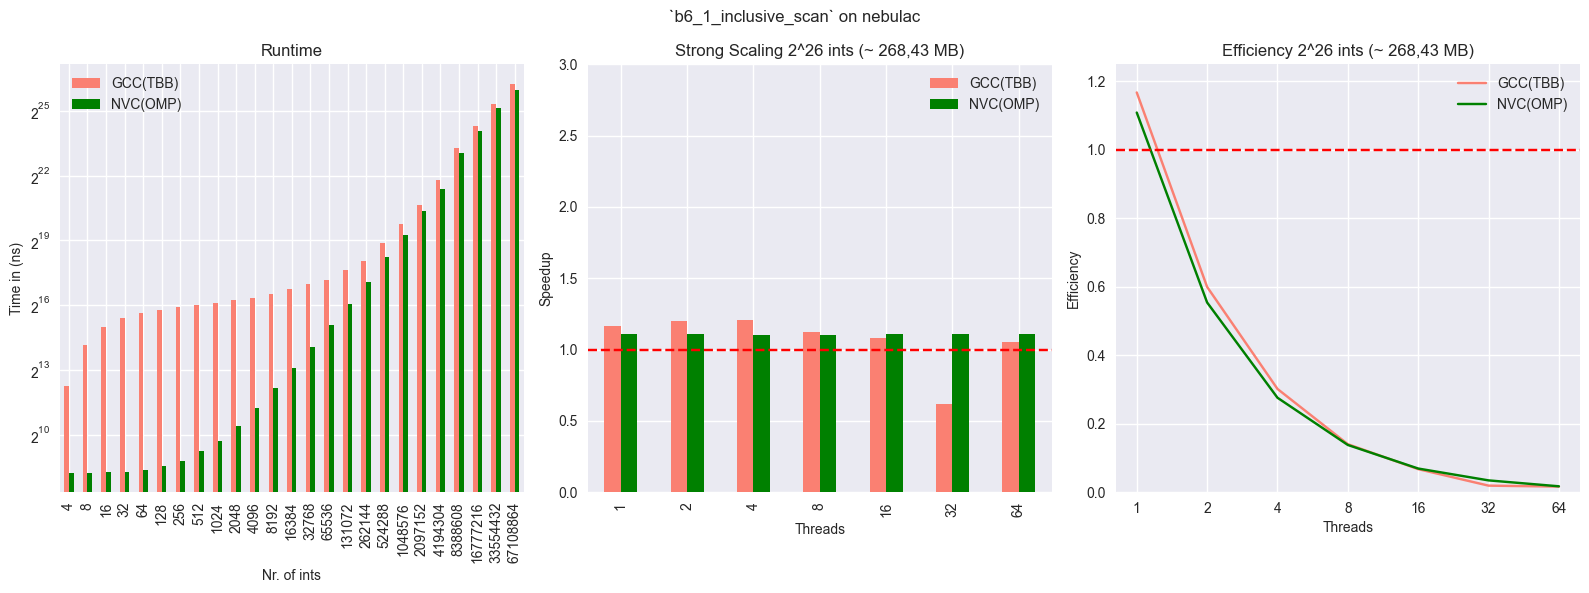 `b6_1_inclusive_scan` on nebulac
Runtime
GCC(TBB)
NVC(OMP)
Time in (ns)
2^25
2^22
2^19
2^16
2^13
2^10
4 8 16 32 64 128 256 512 1024 2048 4096 8192 16384 32768 65536 131072 262144 524288 1048576 2097152 4194304 8388608 16777216 33554432 67108864
Nr. of ints
Strong Scaling 2^26 ints (~ 268,43 MB)
GCC(TBB)
NVC(OMP)
Speedup
3.0
2.5
2.0
1.5
1.0
0.5
0.0
1 2 4 8 16 32 64
Threads
Efficiency 2^26 ints (~ 268,43 MB)
GCC(TBB)
NVC(OMP)
Efficiency
1.2
1.0
0.8
0.6
0.4
0.2
0.0
1 2 4 8 16 32 64
Threads